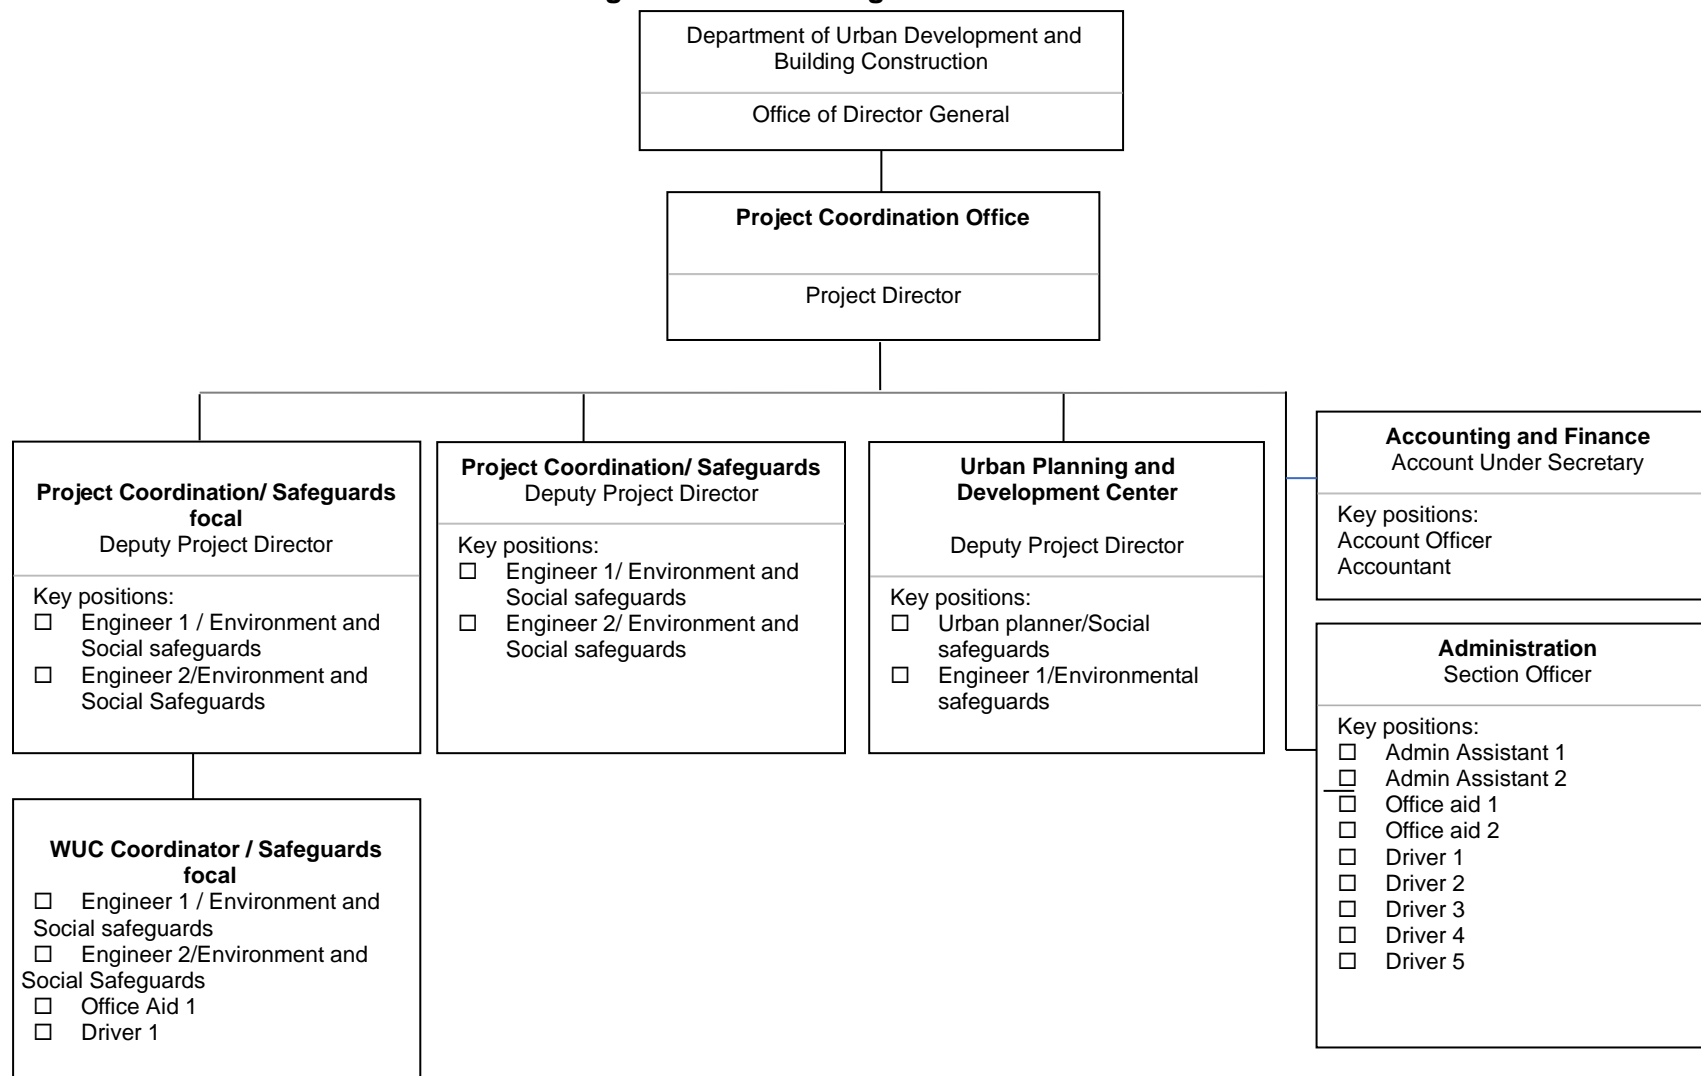 Department of Urban Development and
Building Construction
Office of Director General
Project Coordination Office
Project Director
Project Coordination/ Safeguards
focal
Deputy Project Director
Key positions:
☐ Engineer 1 / Environment and
Social safeguards
☐ Engineer 2/Environment and
Social Safeguards
Project Coordination/ Safeguards
Deputy Project Director
Key positions:
☐ Engineer 1/ Environment and
Social safeguards
☐ Engineer 2/ Environment and
Social safeguards
Urban Planning and
Development Center
Deputy Project Director
Key positions:
☐ Urban planner/Social
safeguards
☐ Engineer 1/Environmental
safeguards
Accounting and Finance
Account Under Secretary
Key positions:
Account Officer
Accountant
Administration
Section Officer
Key positions:
☐ Admin Assistant 1
☐ Admin Assistant 2
☐ Office aid 1
☐ Office aid 2
☐ Driver 1
☐ Driver 2
☐ Driver 3
☐ Driver 4
☐ Driver 5
WUC Coordinator / Safeguards
focal
☐ Engineer 1 / Environment and
Social safeguards
☐ Engineer 2/Environment and
Social Safeguards
☐ Office Aid 1
☐ Driver 1